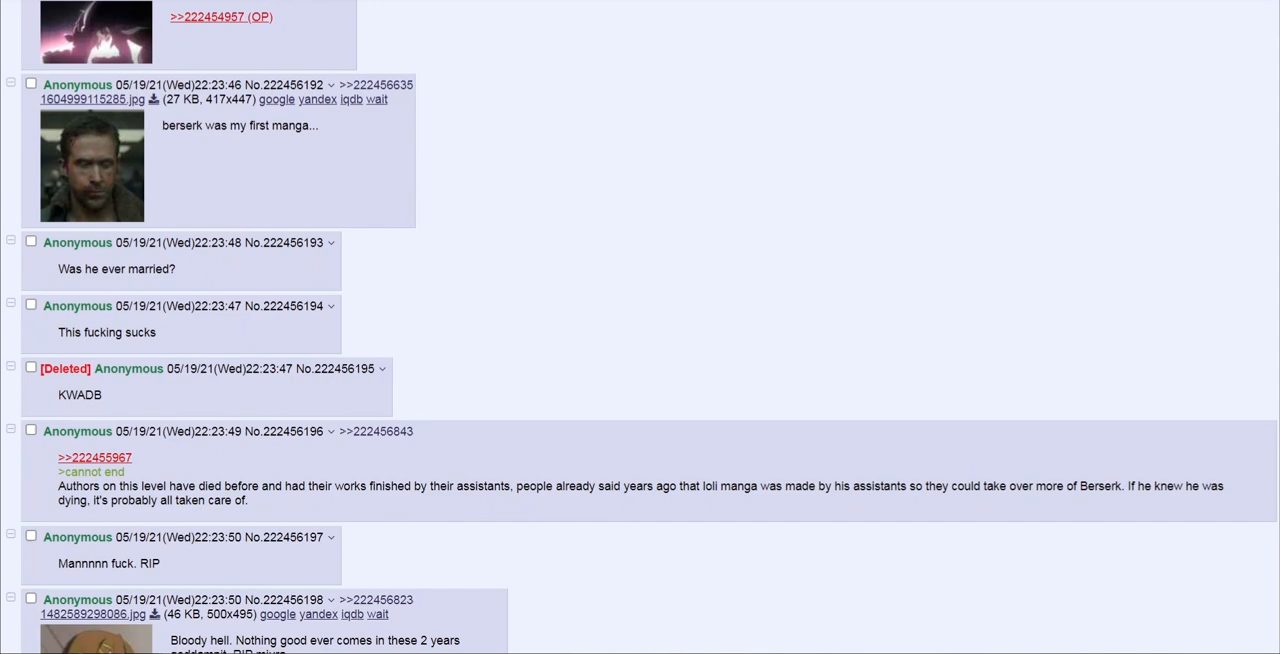 >>222454957 (OP)
Anonymous 05/19/21(Wed)22:23:46 No.222456192 >>222456635
1604999115285.jpg (27 KB, 417x447) google yandex iqdb wait
berserk was my first manga...
Anonymous 05/19/21(Wed)22:23:48 No.222456193
Was he ever married?
Anonymous 05/19/21(Wed)22:23:47 No.222456194
This fucking sucks
[Deleted] Anonymous 05/19/21(Wed)22:23:47 No.222456195
KWADB
Anonymous 05/19/21(Wed)22:23:49 No.222456196 >>222456843
>>222455967
>cannot end
Authors on this level have died before and had their works finished by their assistants, people already said years ago that loli manga was made by his assistants so they could take over more of Berserk. If he knew he was
dying, it's probably all taken care of.
Anonymous 05/19/21(Wed)22:23:50 No.222456197
Mannnnn fuck. RIP
Anonymous 05/19/21(Wed)22:23:50 No.222456198 >>222456823
1482589298086.jpg (46 KB, 500x495) google yandex iqdb wait
Bloody hell. Nothing good ever comes in these 2 years